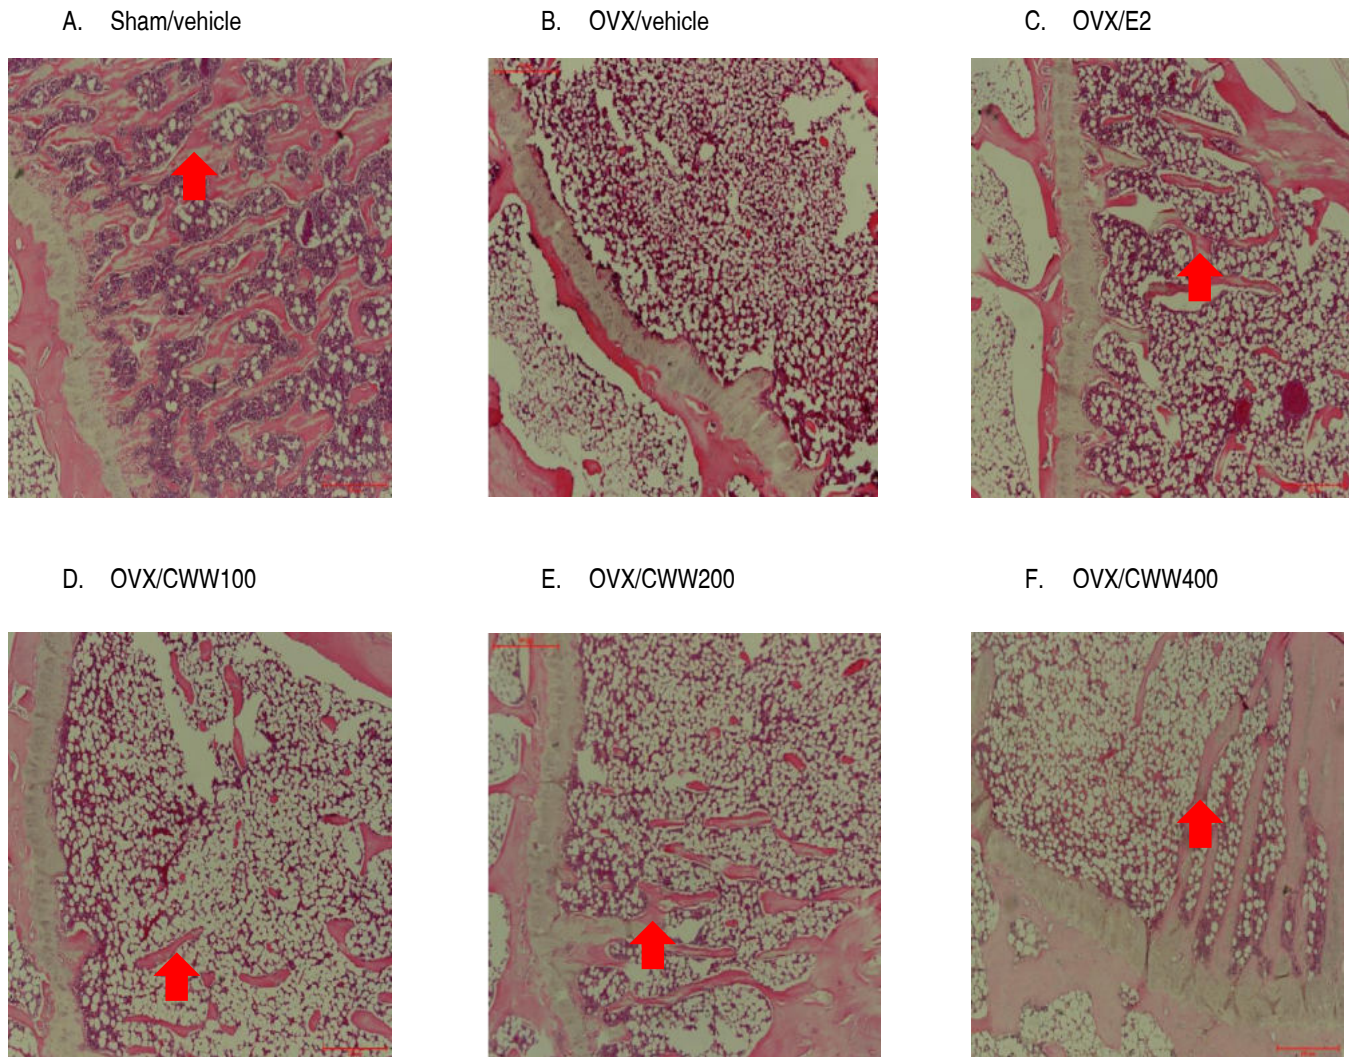 A. Sham/vehicle
B. OVX/vehicle
C. OVX/E2
D. OVX/CWW100
E. OVX/CWW200
F. OVX/CWW400